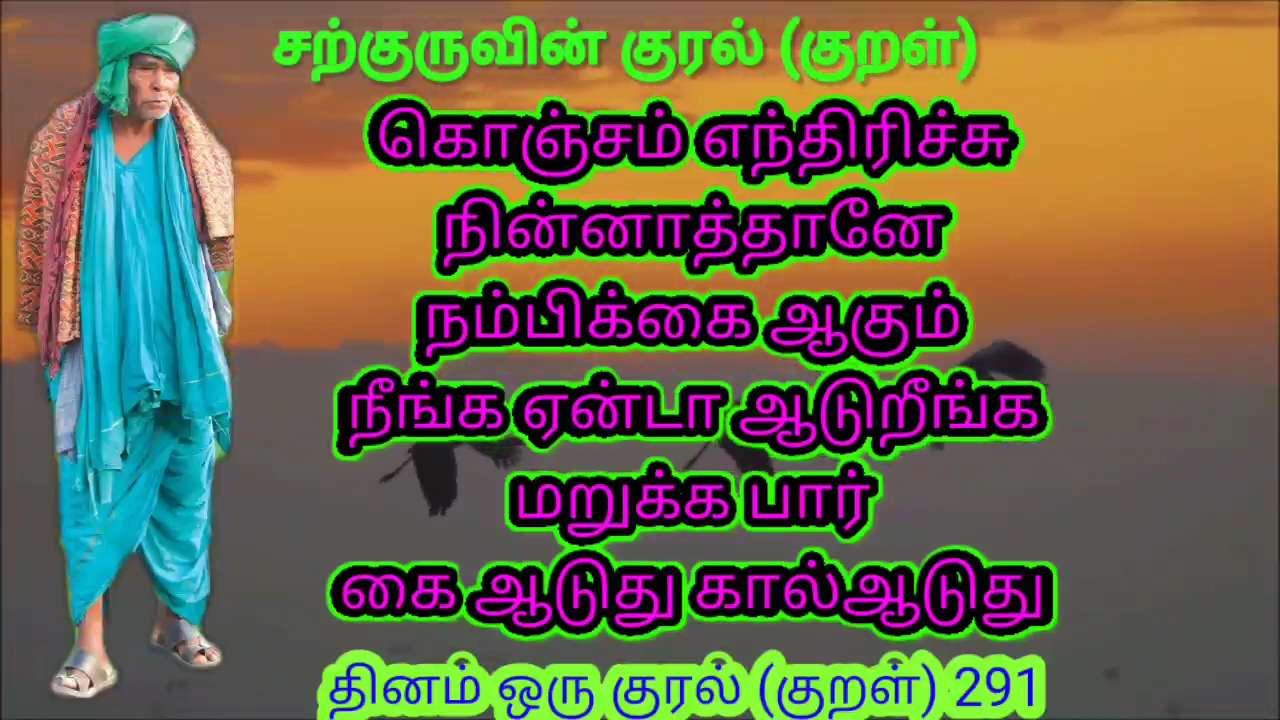 சற்குருவின் குரல் (குறள்)
கொஞ்சம் எந்திரிச்சு
நின்னாத்தானே
நம்பிக்கை ஆகும்
நீங்க ஏன்டா ஆடுறீங்க
மறுக்க பார்
கை ஆடுது கால்ஆடுது
தினம் ஒரு குரல் (குறள்) 291